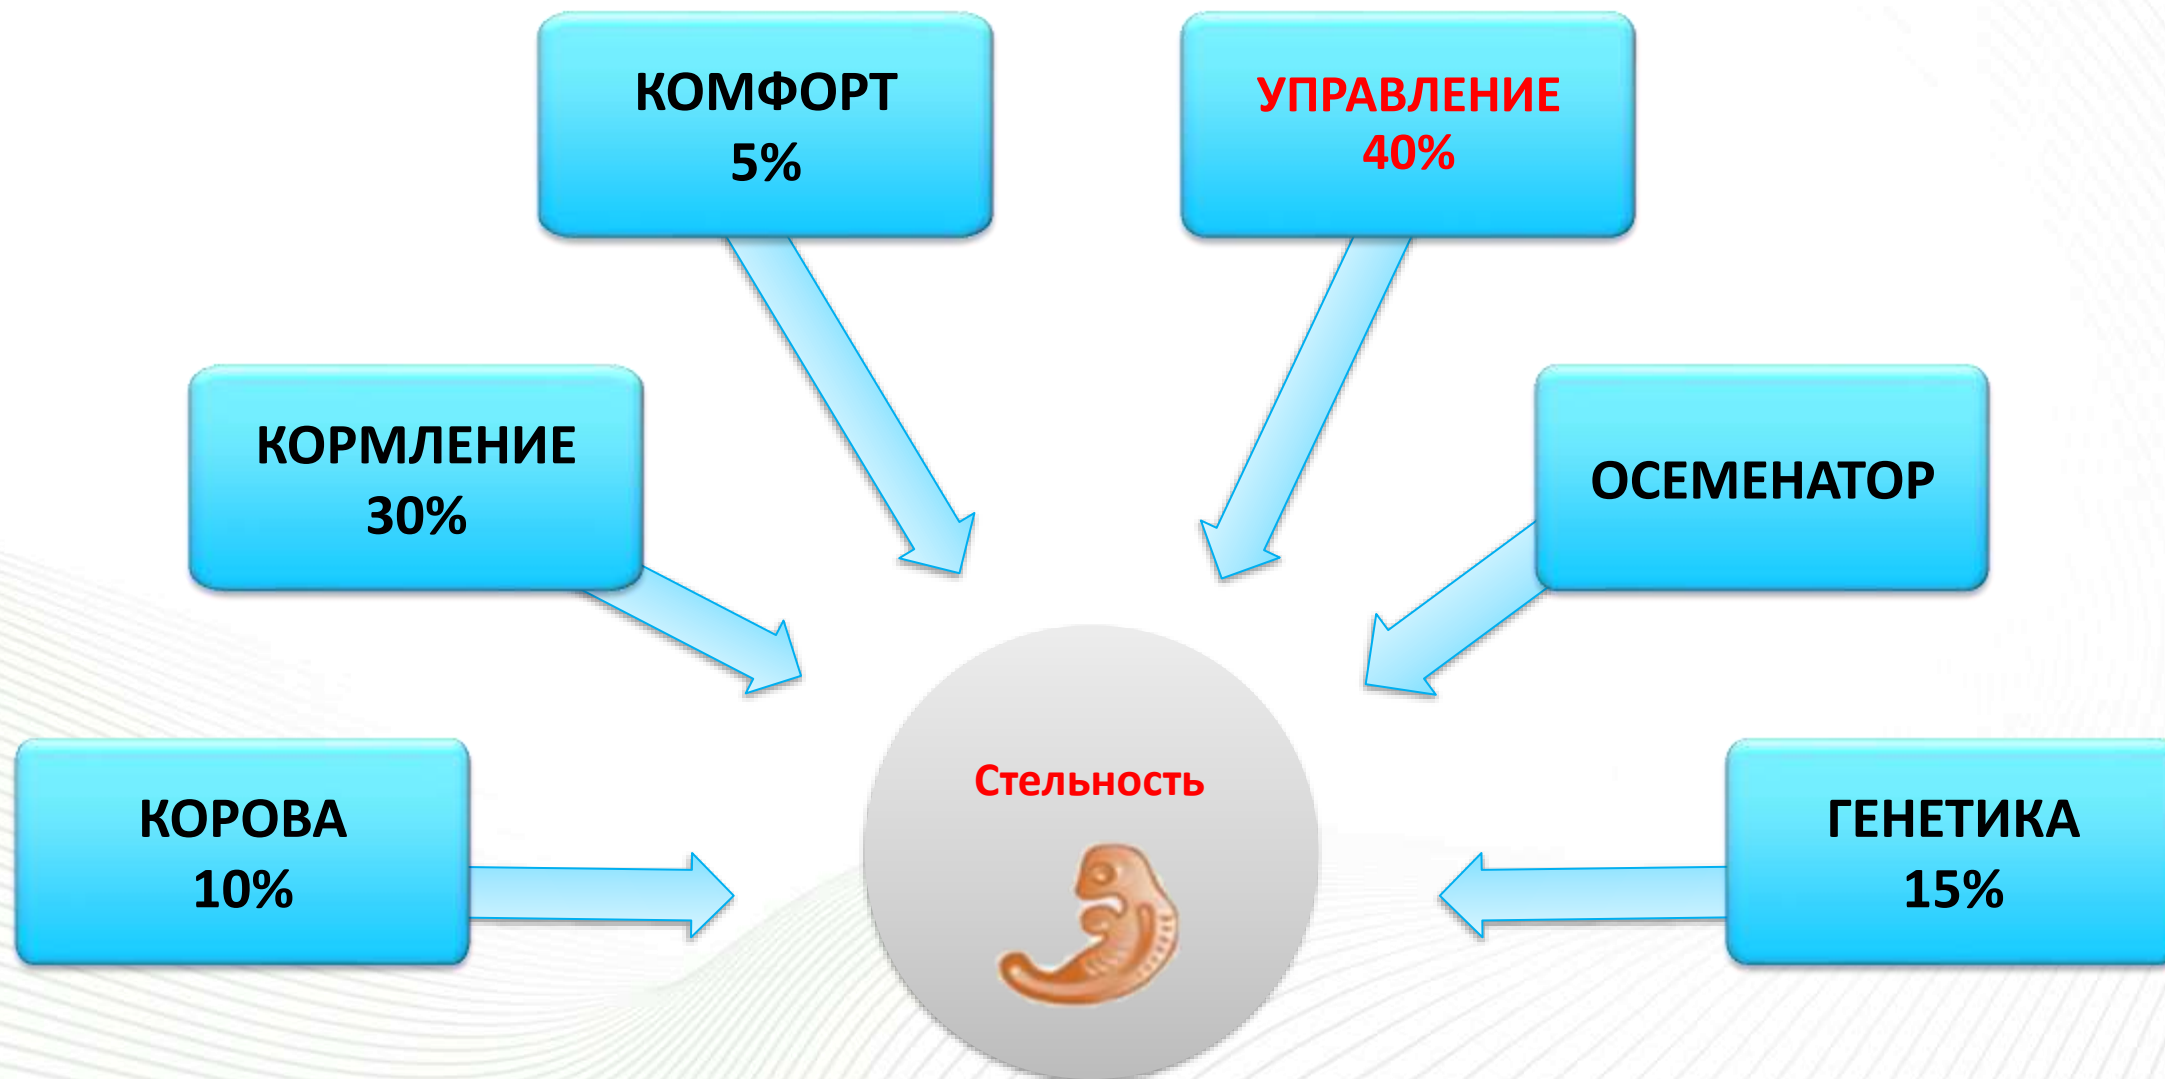 КОМФОРТ
5%
УПРАВЛЕНИЕ
40%
КОРМЛЕНИЕ
30%
ОСЕМЕНАТОР
Стельность
КОРОВА
10%
ГЕНЕТИКА
15%